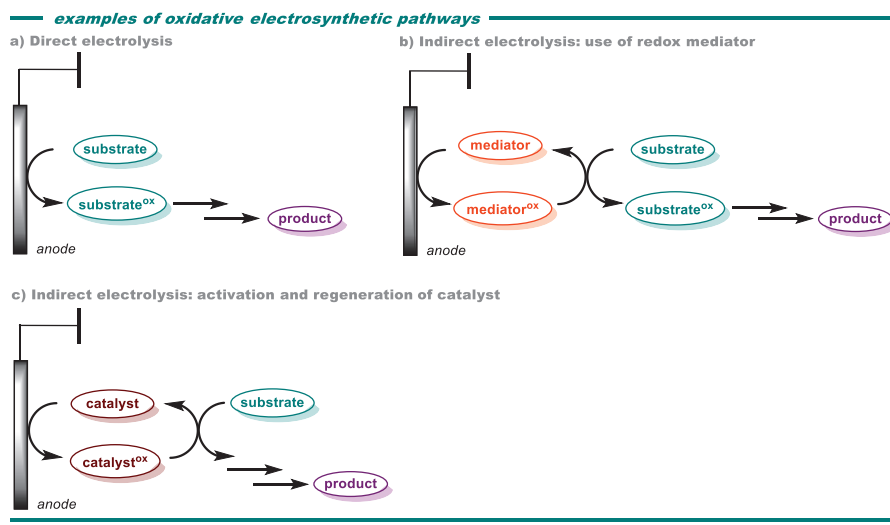 examples of oxidative electrosynthetic pathways
a) Direct electrolysis
substrate
substrateᵒˣ
product
anode
b) Indirect electrolysis: use of redox mediator
mediator
substrate
mediatorᵒˣ
substrateᵒˣ
product
anode
c) Indirect electrolysis: activation and regeneration of catalyst
catalyst
substrate
catalystᵒˣ
product
anode